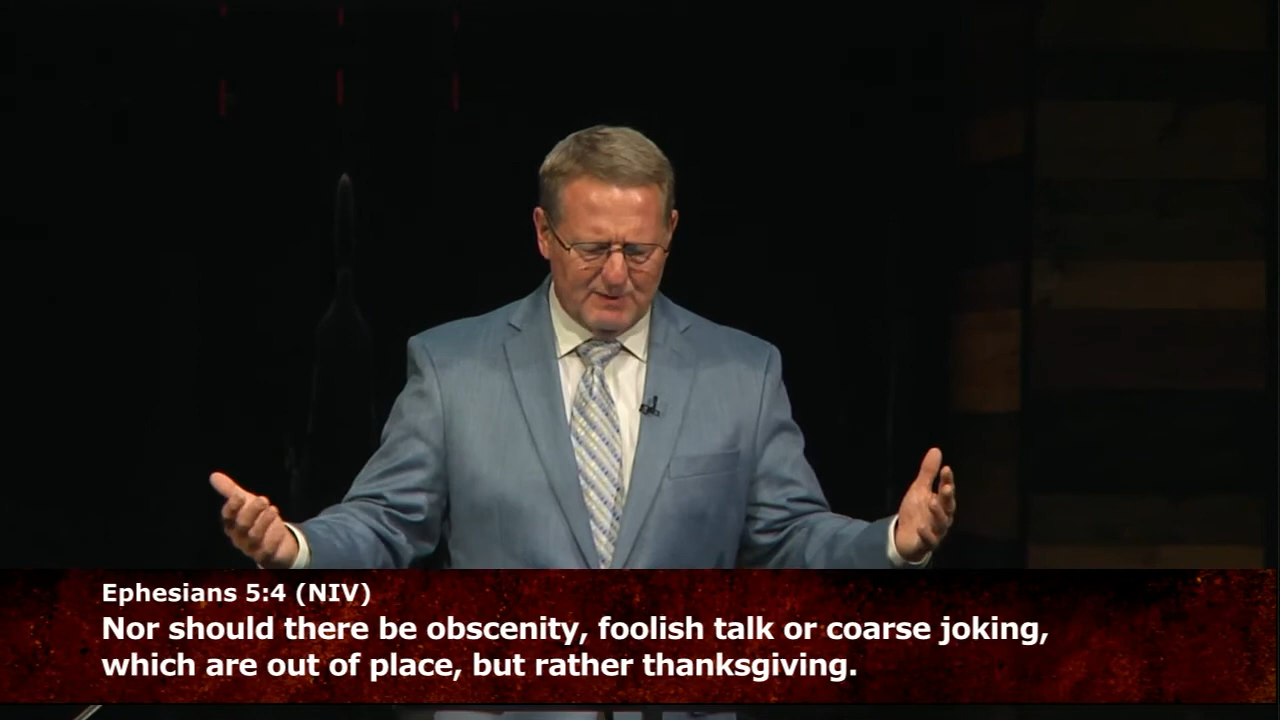 Ephesians 5:4 (NIV)
Nor should there be obscenity, foolish talk or coarse joking,
which are out of place, but rather thanksgiving.